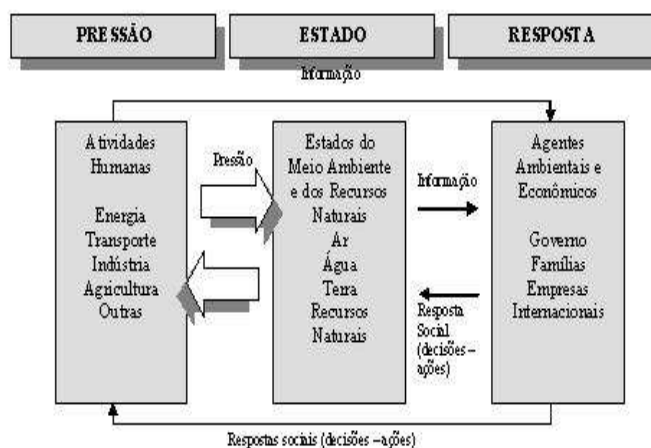 PRESSÃO
ESTADO
RESPOSTA
Informação
Atividades
Humanas
Energia
Transporte
Indústria
Agricultura
Outras
Pressão
Estados do
Meio Ambiente
e dos Recursos
Naturais
Ar
Água
Terra
Recursos
Naturais
Informação
Resposta
Social
(decisões –
ações)
Agentes
Ambientais e
Econômicos
Governo
Famílias
Empresas
Internacionais
Respostas sociais (decisões –ações)